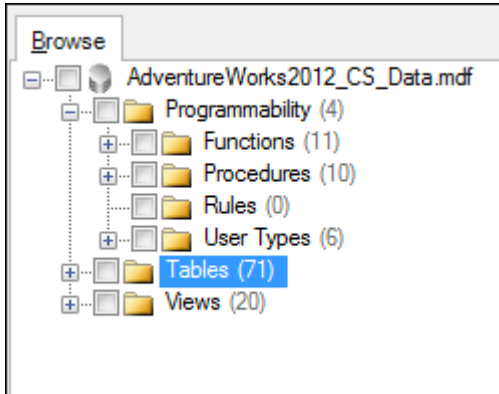 Browse
AdventureWorks2012_CS_Data.mdf
Programmability (4)
Functions (11)
Procedures (10)
Rules (0)
User Types (6)
Tables (71)
Views (20)